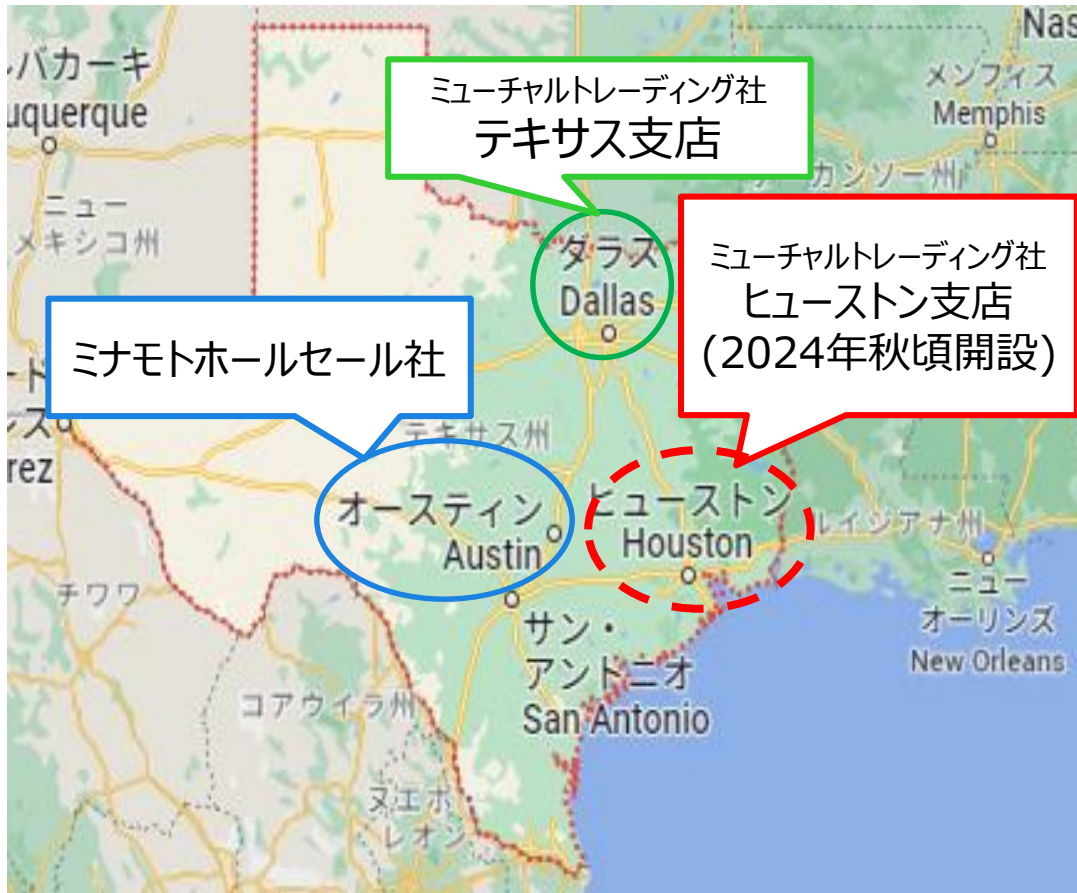 Nas
ルバカーキ
uquerque
メンフィス
Memphis
ミューチャルトレーディング社
テキサス支店
カンソー州
ニュー
メキシコ州
ミューチャルトレーディング社
ヒューストン支店
(2024年秋頃開設)
ダラス
Dallas
ミナモトホールセール社
テキサス州
rez
オースティン
Austin
ヒューストン
Houston
ルイジアナ州
チワワ
ニュー
オーリンズ
New Orleans
サン・
アントニオ
San Antonio
コアウイラ州
ヌエボ・
レオン